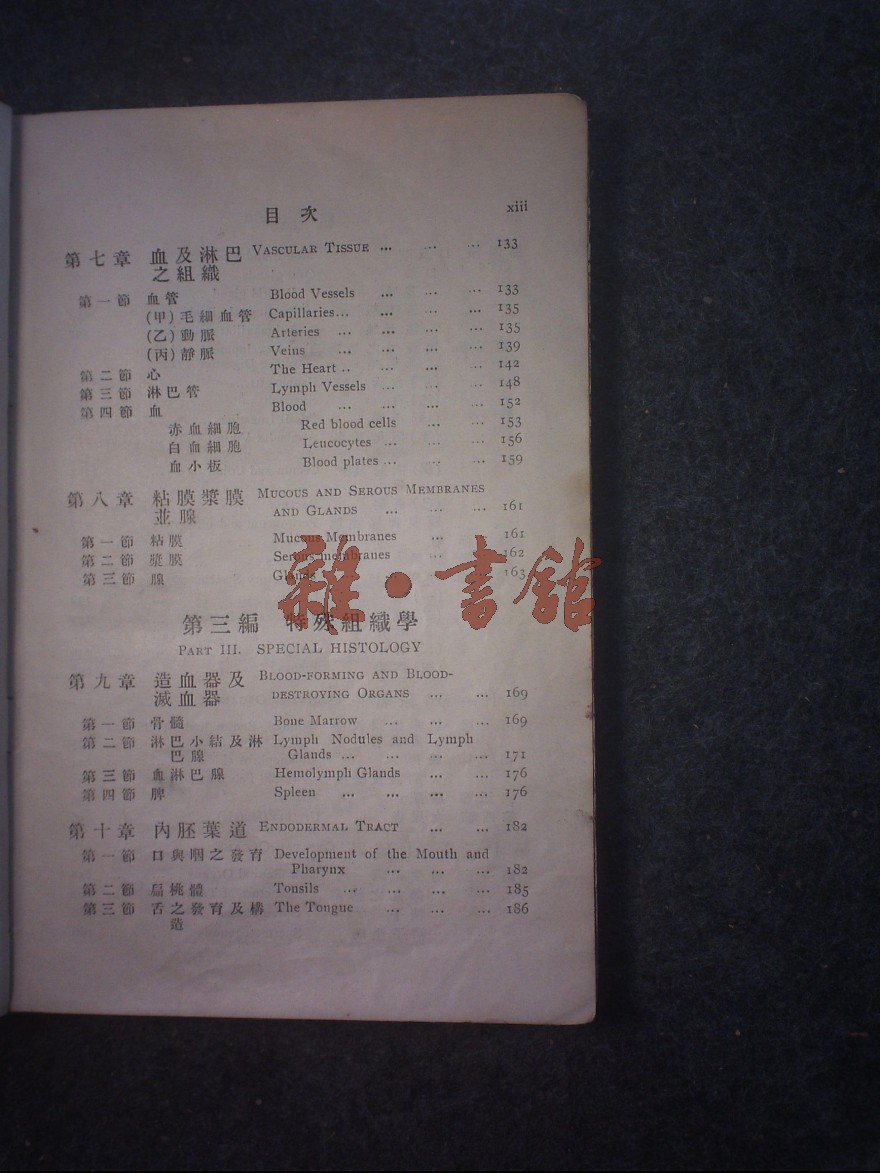 目次 xiii
第七章 血及淋巴 VASCULAR TISSUE ... ... ... 133
之組織
第一節 血管 Blood Vessels ... ... ... 133
(甲)毛細血管 Capillaries... ... ... ... 135
(乙)動脈 Arteries ... ... ... ... 135
(丙)靜脈 Veins ... ... ... ... 139
第二節 心 The Heart .. ... ... ... 142
第三節 淋巴管 Lymph Vessels ... ... ... 148
第四節 血 Blood ... ... ... ... 152
赤血細胞 Red blood cells ... ... 153
白血細胞 Leucocytes ... ... ... 156
血小板 Blood plates ... ... ... 159
第八章 粘膜漿膜 MUCOUS AND SEROUS MEMBRANES
並腺 AND GLANDS ... ... ... 161
第一節 粘膜 Mucous Membranes ... ... 161
第二節 漿膜 Serous membranes ... ... 162
第三節 腺 Glands ... ... 163
雜·書館
第三編 特殊組織學
PART III. SPECIAL HISTOLOGY
第九章 造血器及 BLOOD-FORMING AND BLOOD-
滅血器 DESTROYING ORGANS ... ... 169
第一節 骨髓 Bone Marrow ... ... ... 169
第二節 淋巴小結及淋 Lymph Nodules and Lymph
巴腺 Glands ... ... ... ... 171
第三節 血淋巴腺 Hemolymph Glands ... ... 176
第四節 脾 Spleen ... ... ... ... 176
第十章 內胚葉道 ENDODERMAL TRACT ... ... 182
第一節 口與咽之發育 Development of the Mouth and
Pharynx ... ... ... 182
第二節 扁桃體 Tonsils ... ... ... ... 185
第三節 舌之發育及構 The Tongue ... ... ... 186
造